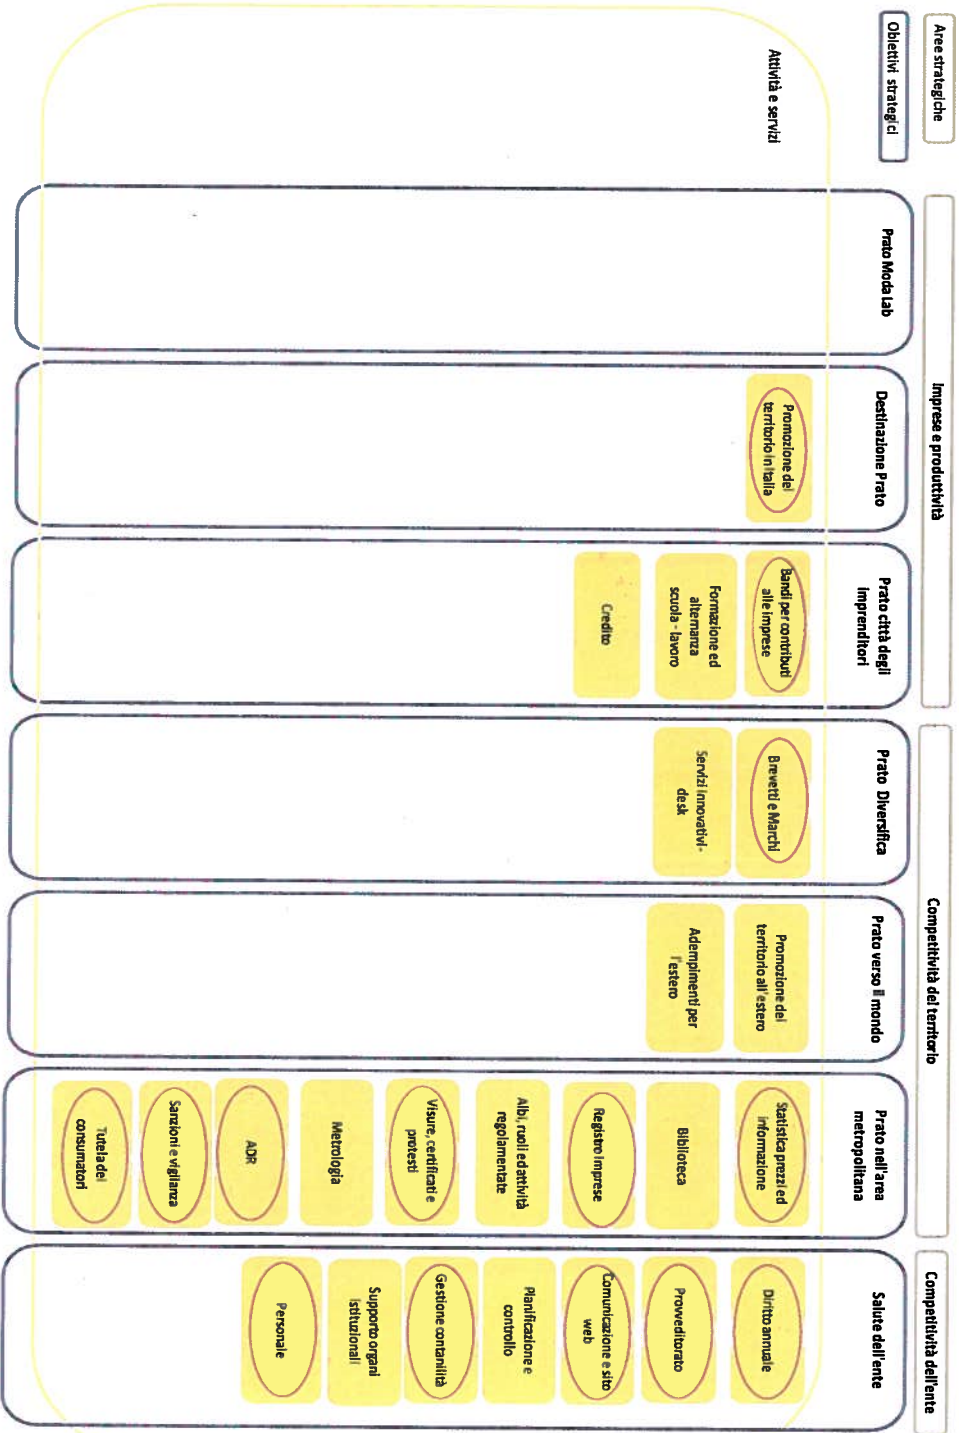 Aree strategiche
Imprese e produttività
Competitività del territorio
Competitività dell'ente
Obiettivi strategici
Prato Moda Lab
Destinazione Prato
Prato città degli
imprenditori
Prato Diversifica
Prato verso il mondo
Prato nell'area
metropolitana
Salute dell'ente
Attività e servizi
Promozione del
territorio in Italia
Bandi per contributi
alle imprese
Formazione ed
alternanza
scuola - lavoro
Credito
Brevetti e Marchi
Servizi innovativi-
desk
Promozione del
territorio all'estero
Adempimenti per
l'estero
Statistica prezzi ed
informazione
Biblioteca
Registro Imprese
Albi, ruoli ed attività
regolamentate
Visure, certificati e
protesti
Metrologia
ADR
Sanzioni e vigilanza
Tutela dei
consumatori
Diritto annuale
Provveditorato
Comunicazione e sito
web
Pianificazione e
controllo
Gestione contanilità
Supporto organi
Istituzionali
Personale